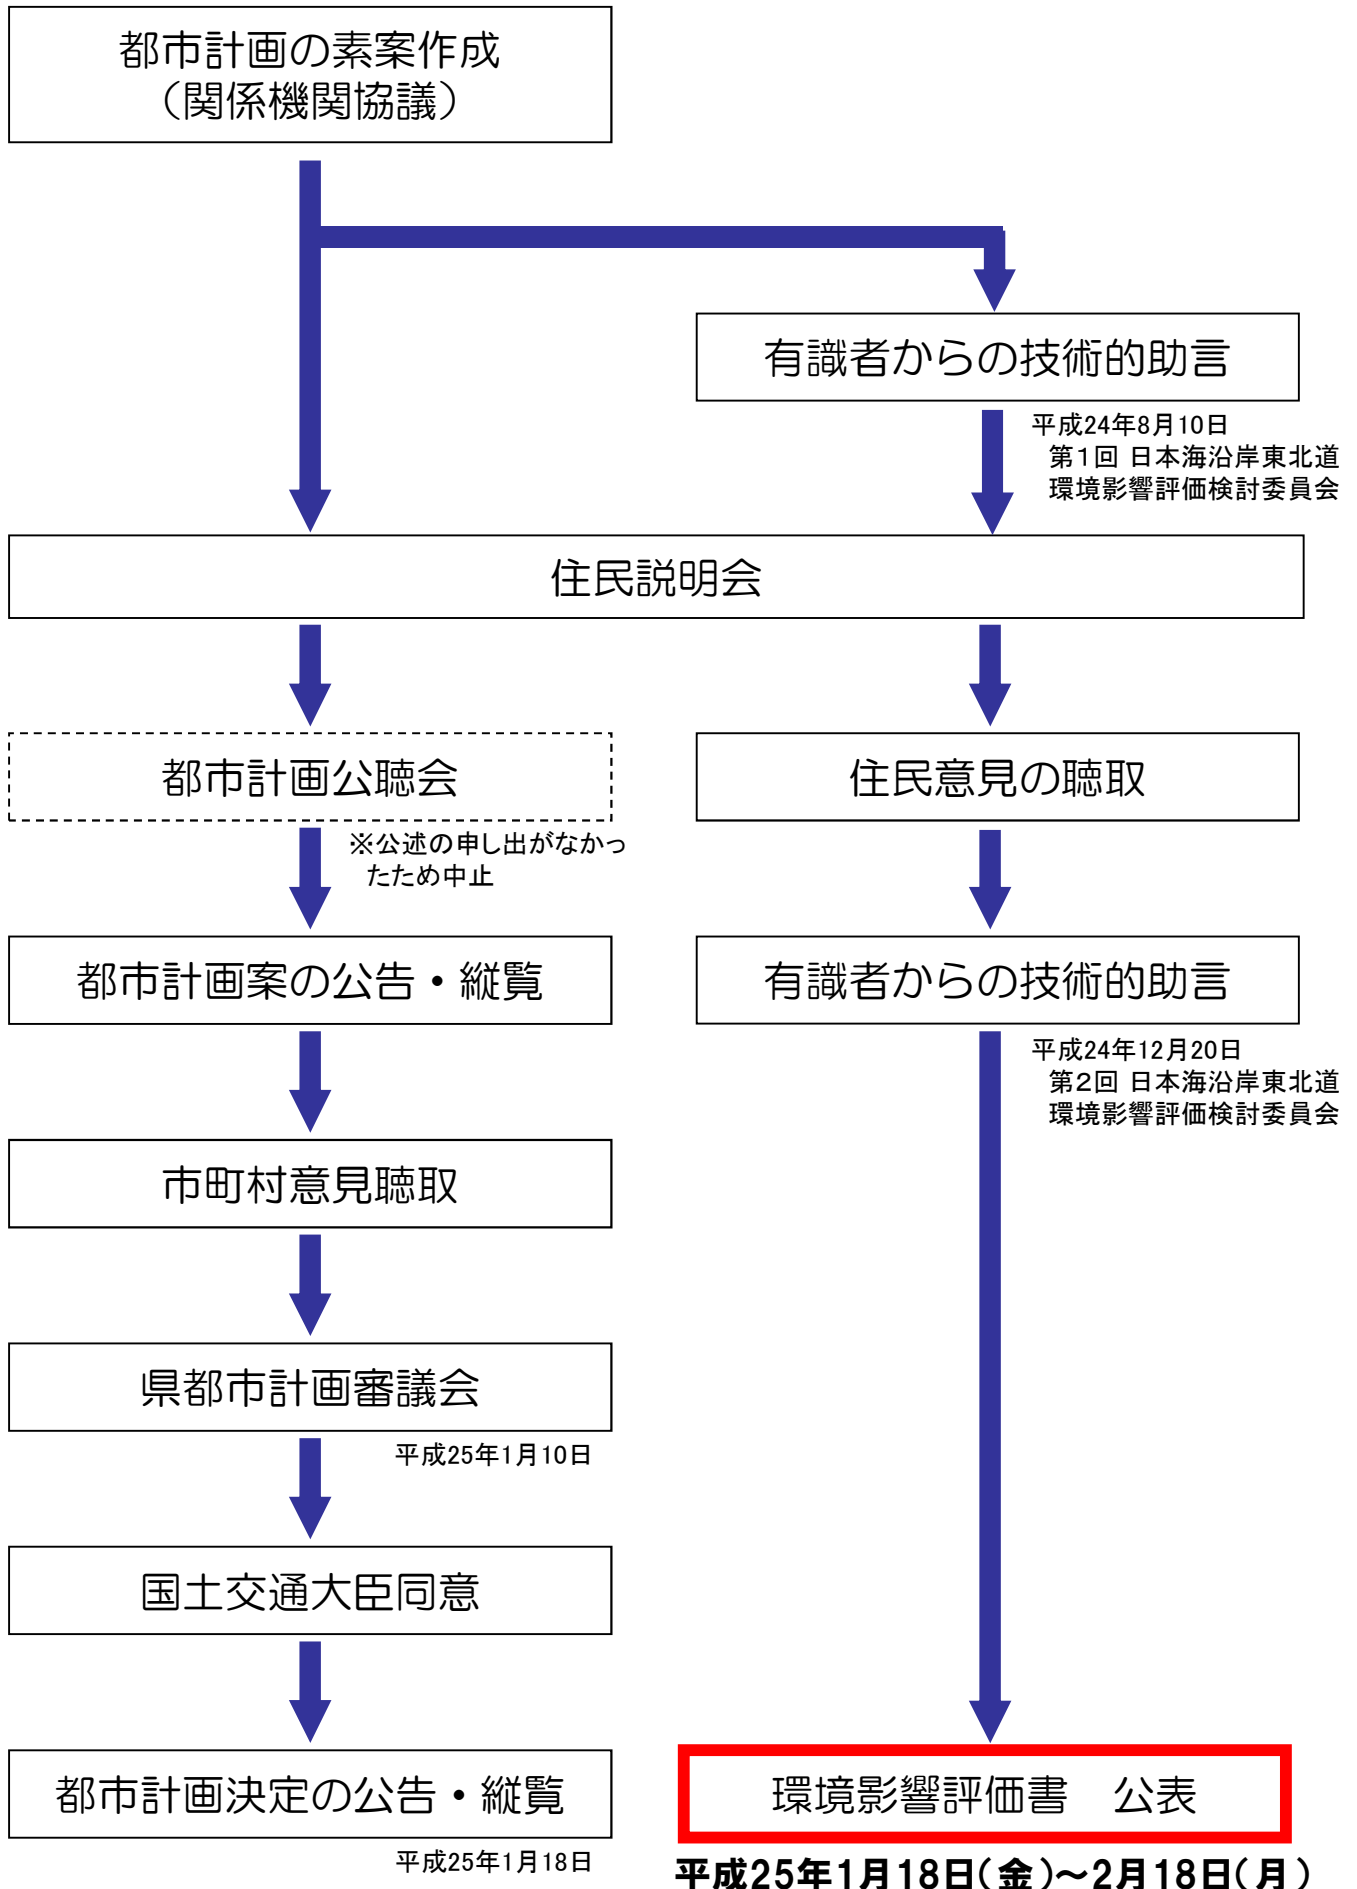 都市計画の素案作成
（関係機関協議）
有識者からの技術的助言
平成24年8月10日
第1回 日本海沿岸東北道
環境影響評価検討委員会
住民説明会
都市計画公聴会
※公述の申し出がなかっ
たため中止
住民意見の聴取
都市計画案の公告・縦覧
有識者からの技術的助言
平成24年12月20日
第2回 日本海沿岸東北道
環境影響評価検討委員会
市町村意見聴取
県都市計画審議会
平成25年1月10日
国土交通大臣同意
都市計画決定の公告・縦覧
平成25年1月18日
環境影響評価書　公表
平成25年1月18日（金）～2月18日（月）